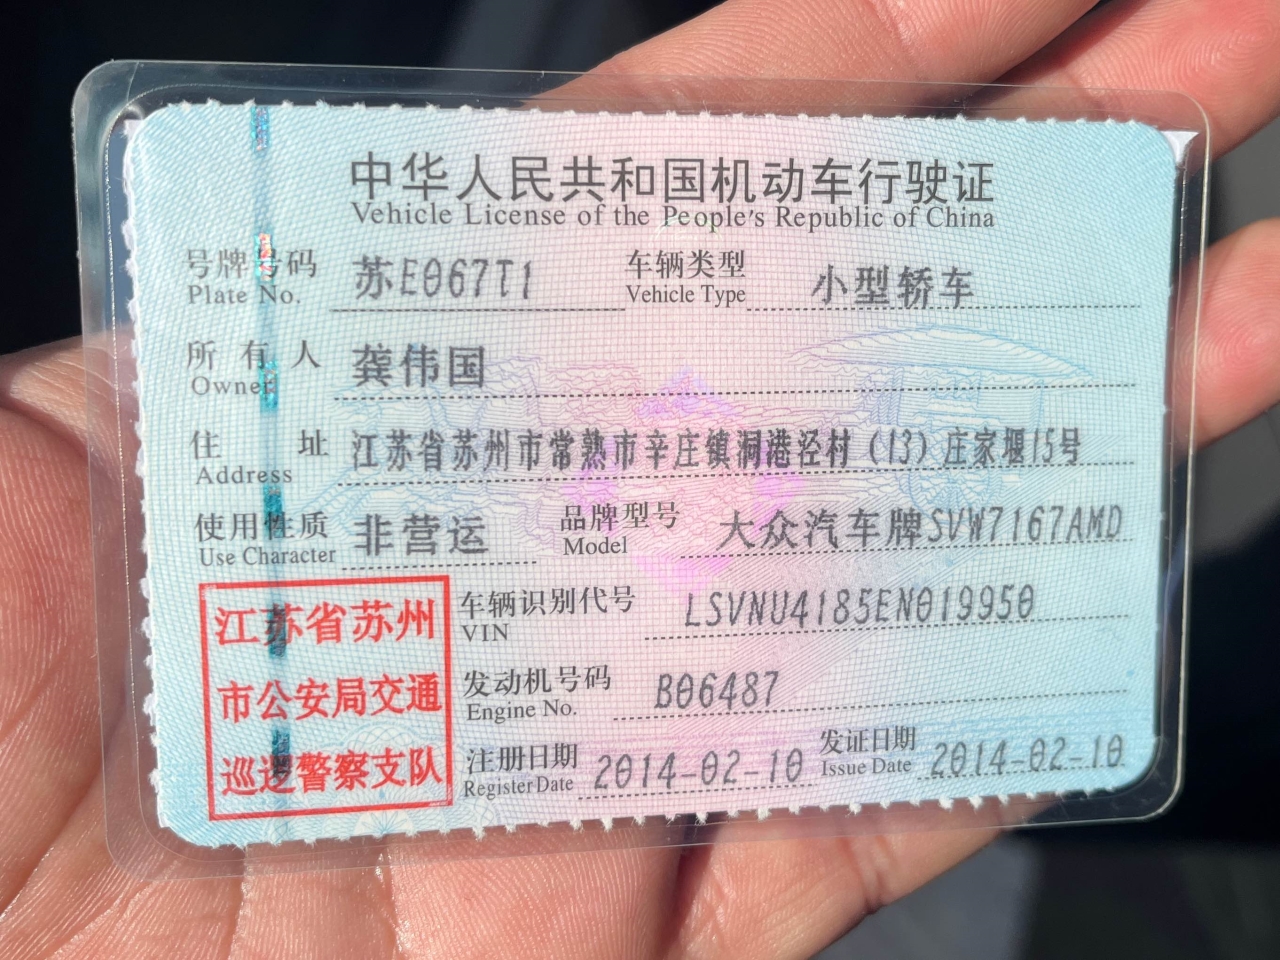 中华人民共和国机动车行驶证
Vehicle License of the People's Republic of China
号牌号码 苏E067T1 车辆类型 小型轿车
Plate No. Vehicle Type
所有人 龚伟国
Owner
住址 江苏省苏州市常熟市辛庄镇洞港泾村（13）庄家堰15号
Address
使用性质 非营运 品牌型号 大众汽车牌SVW7167AMD
Use Character Model
江苏省苏州
市公安局交通
巡逻警察支队
车辆识别代号 LSVNU4185EN019950
VIN
发动机号码 B06487
Engine No.
注册日期 2014-02-10 发证日期 2014-02-10
Register Date Issue Date